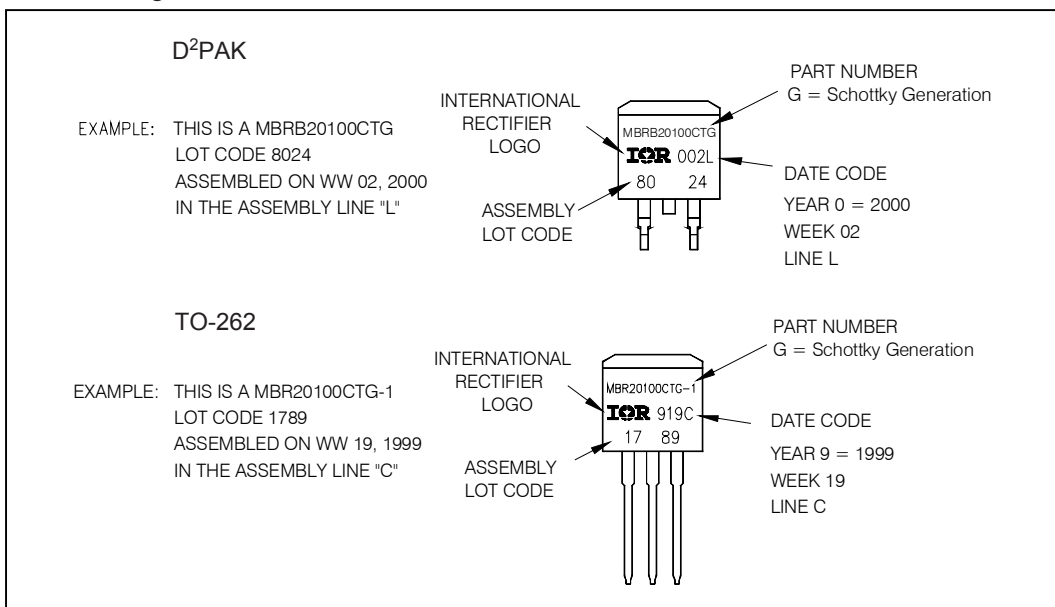 D²PAK
EXAMPLE: THIS IS A MBRB20100CTG
LOT CODE 8024
ASSEMBLED ON WW 02, 2000
IN THE ASSEMBLY LINE "L"
INTERNATIONAL
RECTIFIER
LOGO
ASSEMBLY
LOT CODE
MBRB20100CTG
IOR 002L
80 24
PART NUMBER
G = Schottky Generation
DATE CODE
YEAR 0 = 2000
WEEK 02
LINE L
TO-262
EXAMPLE: THIS IS A MBR20100CTG-1
LOT CODE 1789
ASSEMBLED ON WW 19, 1999
IN THE ASSEMBLY LINE "C"
INTERNATIONAL
RECTIFIER
LOGO
ASSEMBLY
LOT CODE
MBR20100CTG-1
IOR 919C
17 89
PART NUMBER
G = Schottky Generation
DATE CODE
YEAR 9 = 1999
WEEK 19
LINE C